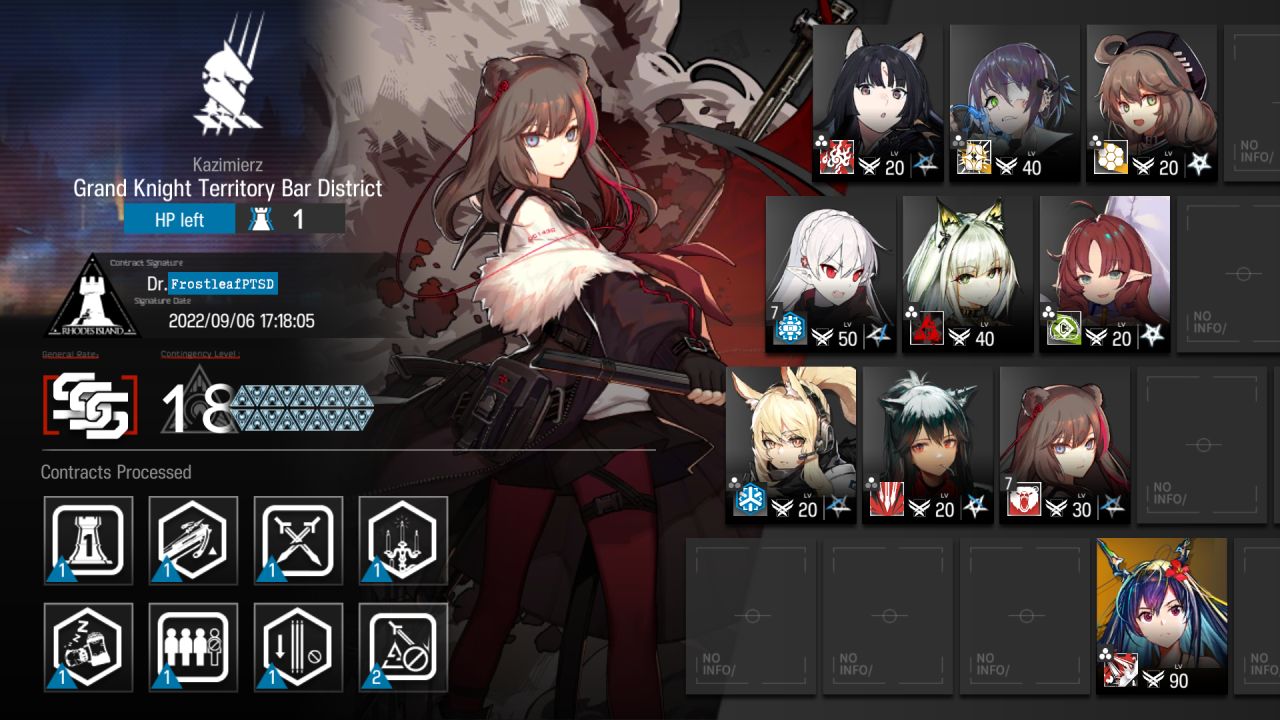 Kazimierz
Grand Knight Territory Bar District
HP left 1
Contract Signature
Dr. FrostleafPTSD
Signature Date
2022/09/06 17:18:05
RHODES ISLAND
General Rate:
Contingency Level:
18
Contracts Processed
1
1
1
1
1
1
1
1
2
LV 20
LV 40
LV 20
NO INFO/
7
LV 50
LV 40
LV 20
NO INFO/
LV 20
LV 20
7
LV 30
NO INFO/
NO INFO/
NO INFO/
NO INFO/
LV 90
NO INFO